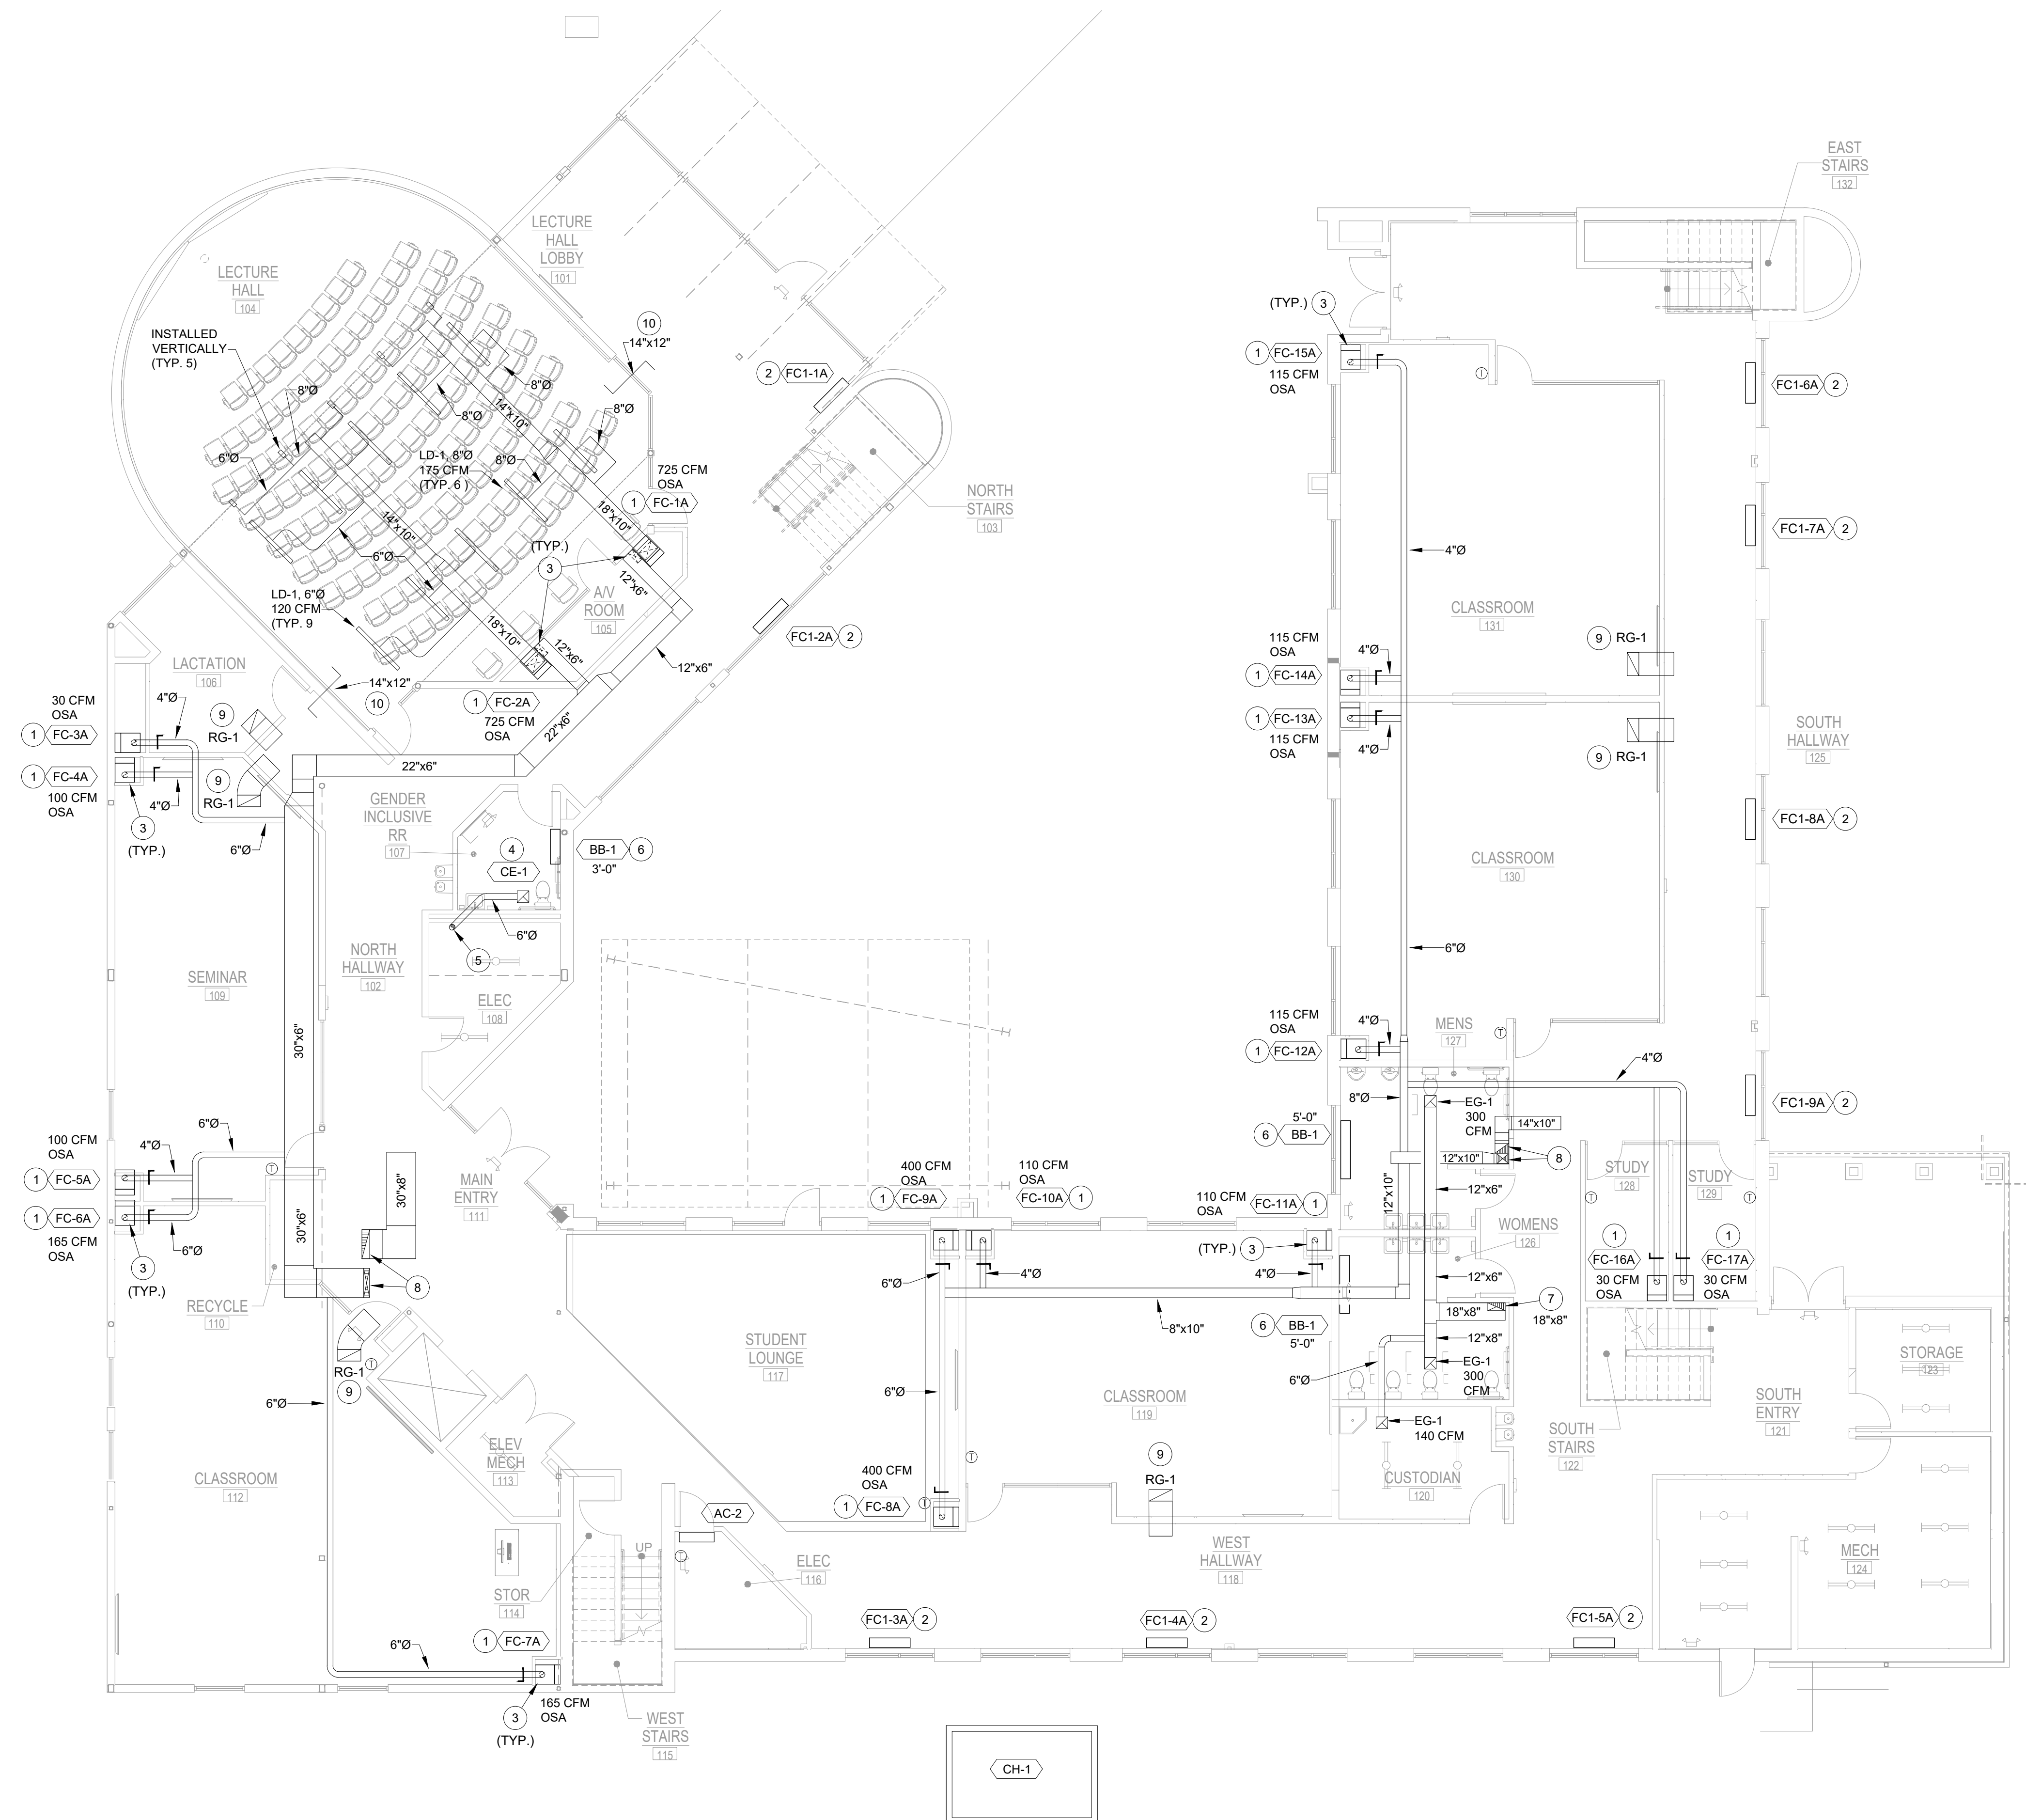 EAST
STAIRS
132
LECTURE
HALL
LOBBY
101
LECTURE
HALL
104
INSTALLED
VERTICALLY
(TYP. 5)
8"Ø
6"Ø
10
14"x12"
8"Ø
14"x10"
8"Ø
8"Ø
2
FC1-1A
LD-1, 8"Ø
175 CFM
(TYP. 6 )
8"Ø
725 CFM
OSA
1
FC-1A
18"x10"
14"x10"
6"Ø
(TYP.)
3
12"x6"
A/V
ROOM
105
NORTH
STAIRS
103
LD-1, 6"Ø
120 CFM
(TYP. 9
18"x10"
12"x6"
12"x6"
FC1-2A
2
LACTATION
106
14"x12"
10
1
FC-2A
725 CFM
OSA
22"x6"
22"x6"
30 CFM
OSA
1
FC-3A
4"Ø
9
RG-1
1
FC-4A
100 CFM
OSA
4"Ø
9
RG-1
3
(TYP.)
6"Ø
GENDER
INCLUSIVE
RR
107
4
CE-1
BB-1
6
3'-0"
6"Ø
5
NORTH
HALLWAY
102
SEMINAR
109
ELEC
108
30"x6"
100 CFM
OSA
4"Ø
6"Ø
1
FC-5A
1
FC-6A
165 CFM
OSA
6"Ø
3
(TYP.)
30"x6"
30"x8"
8
MAIN
ENTRY
111
RECYCLE
110
RG-1
9
6"Ø
ELEV
MECH
113
CLASSROOM
112
STOR
114
1
FC-7A
6"Ø
165 CFM
OSA
3
(TYP.)
UP
WEST
STAIRS
115
AC-2
ELEC
116
STUDENT
LOUNGE
117
400 CFM
OSA
1
FC-9A
110 CFM
OSA
FC-10A
1
110 CFM
OSA
FC-11A
1
(TYP.)
3
6"Ø
4"Ø
4"Ø
8"x10"
6"Ø
400 CFM
OSA
1
FC-8A
CLASSROOM
119
9
RG-1
WEST
HALLWAY
118
FC1-3A
2
FC1-4A
2
FC1-5A
2
CH-1
(TYP.)
3
1
FC-15A
115 CFM
OSA
4"Ø
FC1-6A
2
FC1-7A
2
CLASSROOM
131
9
RG-1
115 CFM
OSA
4"Ø
1
FC-14A
1
FC-13A
115 CFM
OSA
4"Ø
9
RG-1
SOUTH
HALLWAY
125
FC1-8A
2
CLASSROOM
130
6"Ø
115 CFM
OSA
4"Ø
1
FC-12A
MENS
127
4"Ø
8"Ø
EG-1
300
CFM
FC1-9A
2
5'-0"
6
BB-1
14"x10"
12"x10"
8
12"x10"
12"x6"
STUDY
128
STUDY
129
WOMENS
126
1
FC-16A
30 CFM
OSA
1
FC-17A
30 CFM
OSA
12"x6"
18"x8"
7
18"x8"
6
BB-1
5'-0"
12"x8"
6"Ø
EG-1
300
CFM
EG-1
140 CFM
CUSTODIAN
120
SOUTH
STAIRS
122
SOUTH
ENTRY
121
STORAGE
123
MECH
124
T
T
T
T
T
T
T
T
T
T